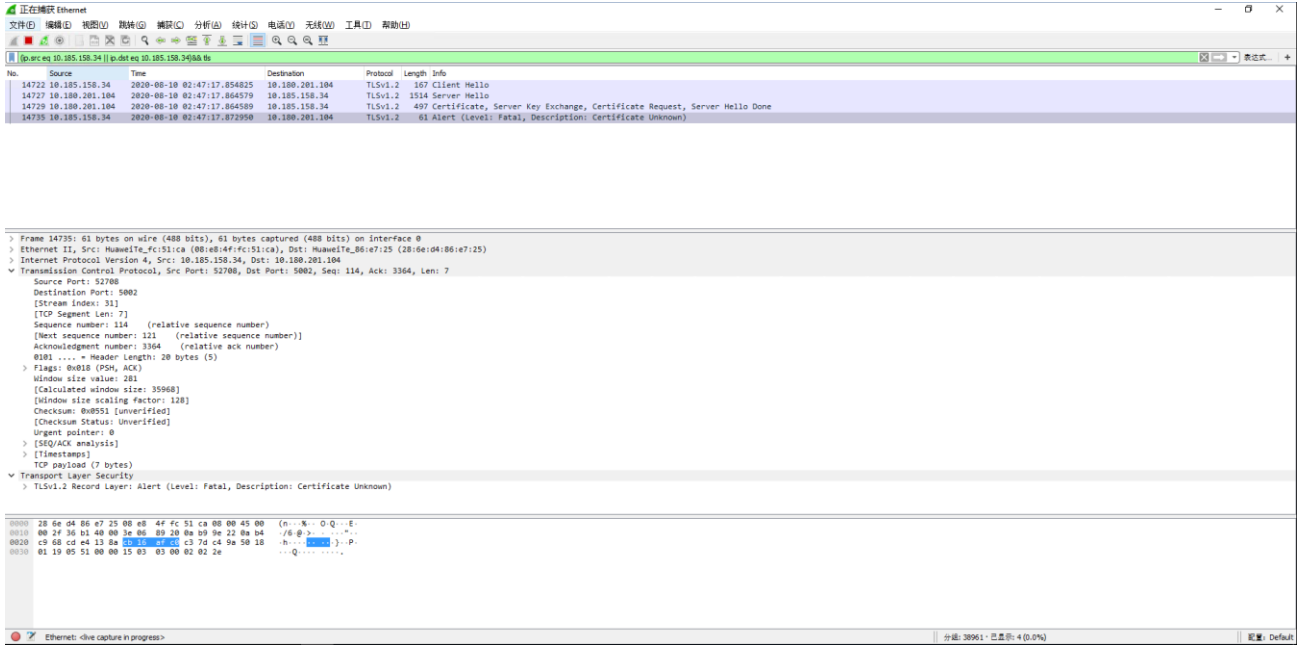 正在捕获 Ethernet
文件(F) 编辑(E) 视图(V) 跳转(G) 捕获(C) 分析(A) 统计(S) 电话(Y) 无线(W) 工具(T) 帮助(H)
(ip.src eq 10.185.158.34 || ip.dst eq 10.185.158.34)&& tls 表达式… +
No. Source Time Destination Protocol Length Info
14722 10.185.158.34 2020-08-10 02:47:17.854825 10.180.201.104 TLSv1.2 167 Client Hello
14727 10.180.201.104 2020-08-10 02:47:17.864579 10.185.158.34 TLSv1.2 1514 Server Hello
14729 10.180.201.104 2020-08-10 02:47:17.864589 10.185.158.34 TLSv1.2 497 Certificate, Server Key Exchange, Certificate Request, Server Hello Done
14735 10.185.158.34 2020-08-10 02:47:17.872950 10.180.201.104 TLSv1.2 61 Alert (Level: Fatal, Description: Certificate Unknown)
> Frame 14735: 61 bytes on wire (488 bits), 61 bytes captured (488 bits) on interface 0
> Ethernet II, Src: HuaweiTe_fc:51:ca (08:e8:4f:fc:51:ca), Dst: HuaweiTe_86:e7:25 (28:6e:d4:86:e7:25)
> Internet Protocol Version 4, Src: 10.185.158.34, Dst: 10.180.201.104
Transmission Control Protocol, Src Port: 52708, Dst Port: 5002, Seq: 114, Ack: 3364, Len: 7
Source Port: 52708
Destination Port: 5002
[Stream index: 31]
[TCP Segment Len: 7]
Sequence number: 114 (relative sequence number)
[Next sequence number: 121 (relative sequence number)]
Acknowledgment number: 3364 (relative ack number)
0101 .... = Header Length: 20 bytes (5)
> Flags: 0x018 (PSH, ACK)
Window size value: 281
[Calculated window size: 35968]
[Window size scaling factor: 128]
Checksum: 0x0551 [unverified]
[Checksum Status: Unverified]
Urgent pointer: 0
> [SEQ/ACK analysis]
> [Timestamps]
TCP payload (7 bytes)
Transport Layer Security
> TLSv1.2 Record Layer: Alert (Level: Fatal, Description: Certificate Unknown)
0000 28 6e d4 86 e7 25 08 e8 4f fc 51 ca 08 00 45 00 (n···%·· O·Q···E·
0010 00 2f 36 b1 40 00 3e 06 89 20 0a b9 9e 22 0a b4 ·/6·@·>· · ···"··
0020 c9 68 cd e4 13 8a cb 16 af c0 c3 7d c4 9a 50 18 ·h······ ···}··P·
0030 01 19 05 51 00 00 15 03 03 00 02 02 2e ···Q···· ····.
Ethernet: <live capture in progress> 分组: 38961 · 已显示: 4 (0.0%) 配置: Default